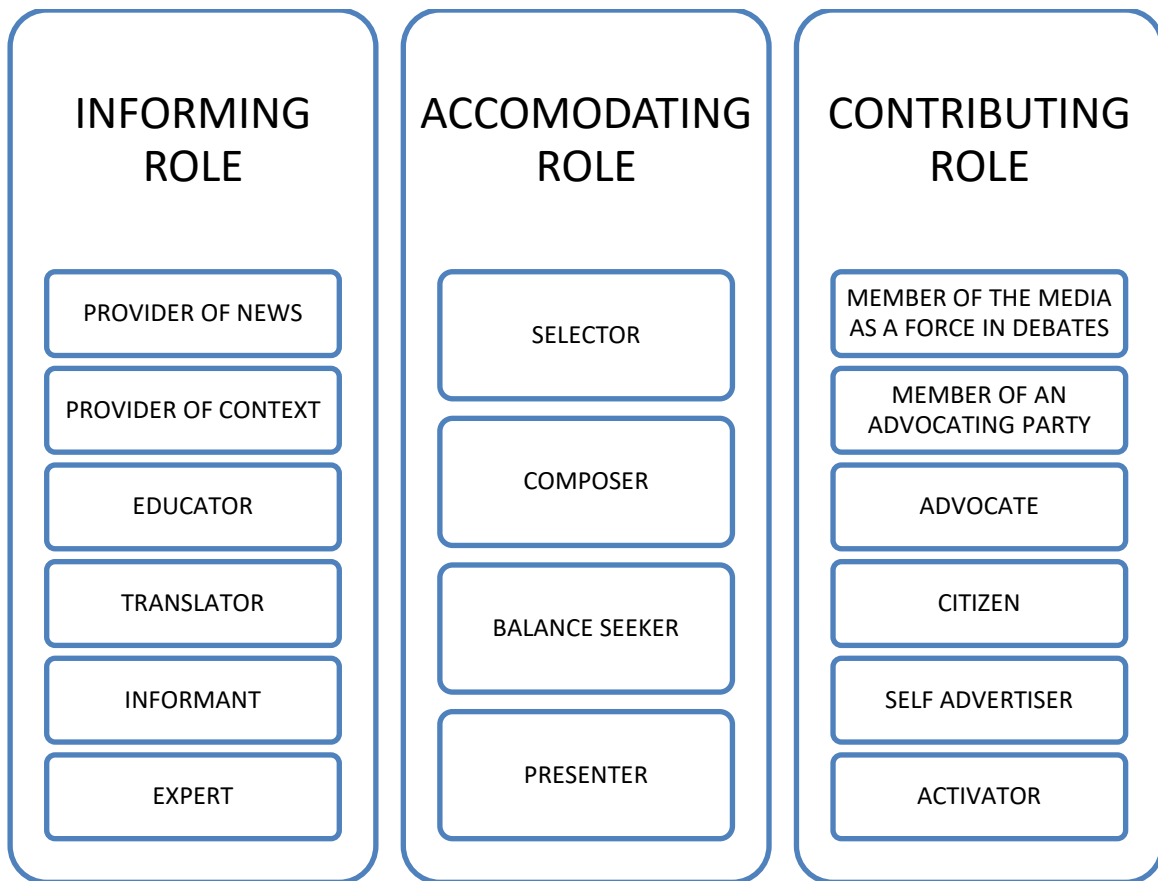 INFORMING
ROLE
PROVIDER OF NEWS
PROVIDER OF CONTEXT
EDUCATOR
TRANSLATOR
INFORMANT
EXPERT
ACCOMODATING
ROLE
SELECTOR
COMPOSER
BALANCE SEEKER
PRESENTER
CONTRIBUTING
ROLE
MEMBER OF THE MEDIA
AS A FORCE IN DEBATES
MEMBER OF AN
ADVOCATING PARTY
ADVOCATE
CITIZEN
SELF ADVERTISER
ACTIVATOR